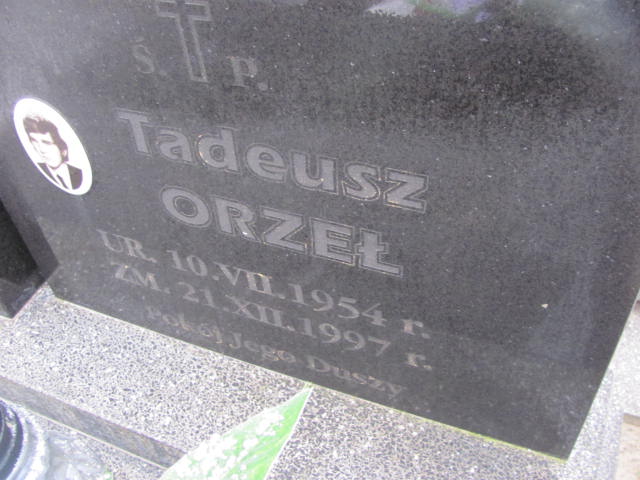 Ś. P.
Tadeusz
ORZEŁ
UR. 10.VII.1954 r.
ZM. 21.XII.1997 r.
Pokój Jego Duszy